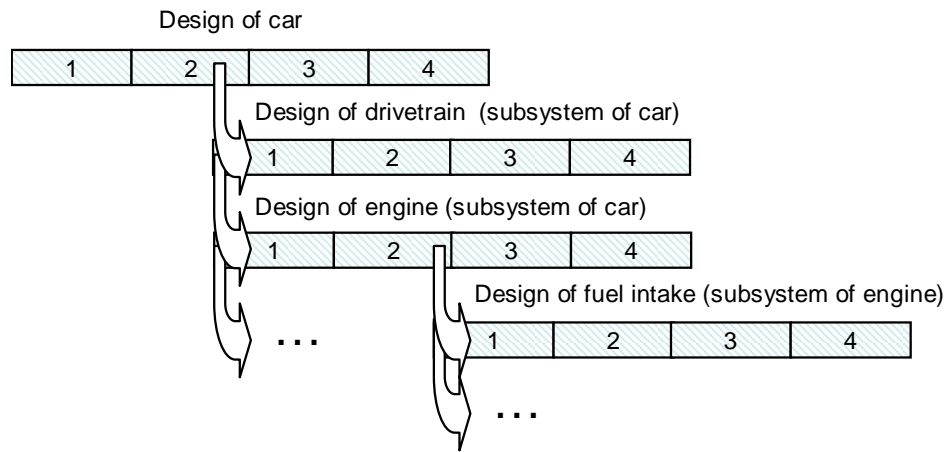 Design of car
1 2 3 4
Design of drivetrain (subsystem of car)
1 2 3 4
Design of engine (subsystem of car)
1 2 3 4
Design of fuel intake (subsystem of engine)
... 1 2 3 4
...